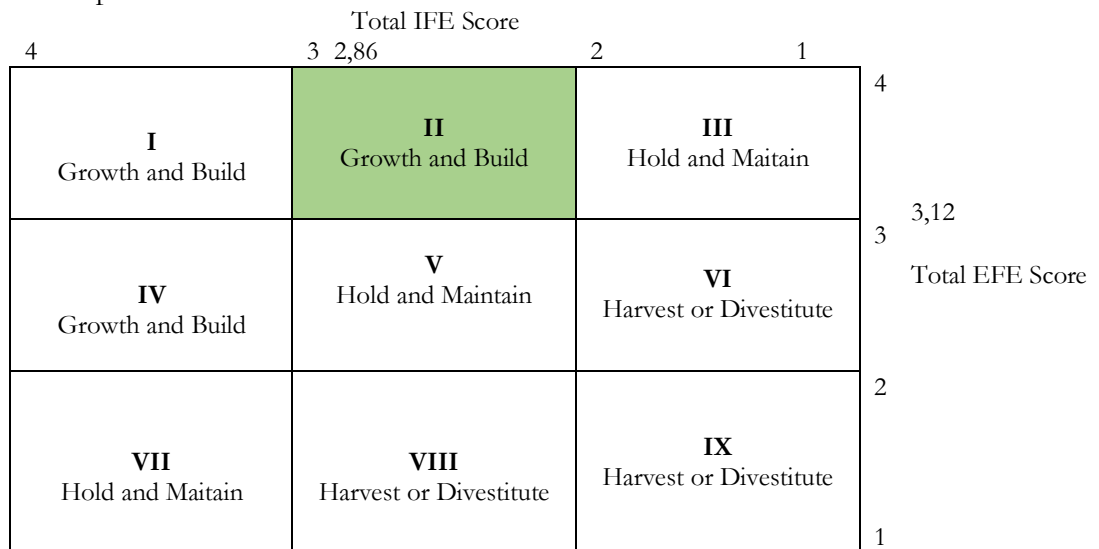 Total IFE Score
4 3 2,86 2 1
4
I
Growth and Build
II
Growth and Build
III
Hold and Maitain
3,12
3
Total EFE Score
IV
Growth and Build
V
Hold and Maintain
VI
Harvest or Divestitute
2
VII
Hold and Maitain
VIII
Harvest or Divestitute
IX
Harvest or Divestitute
1